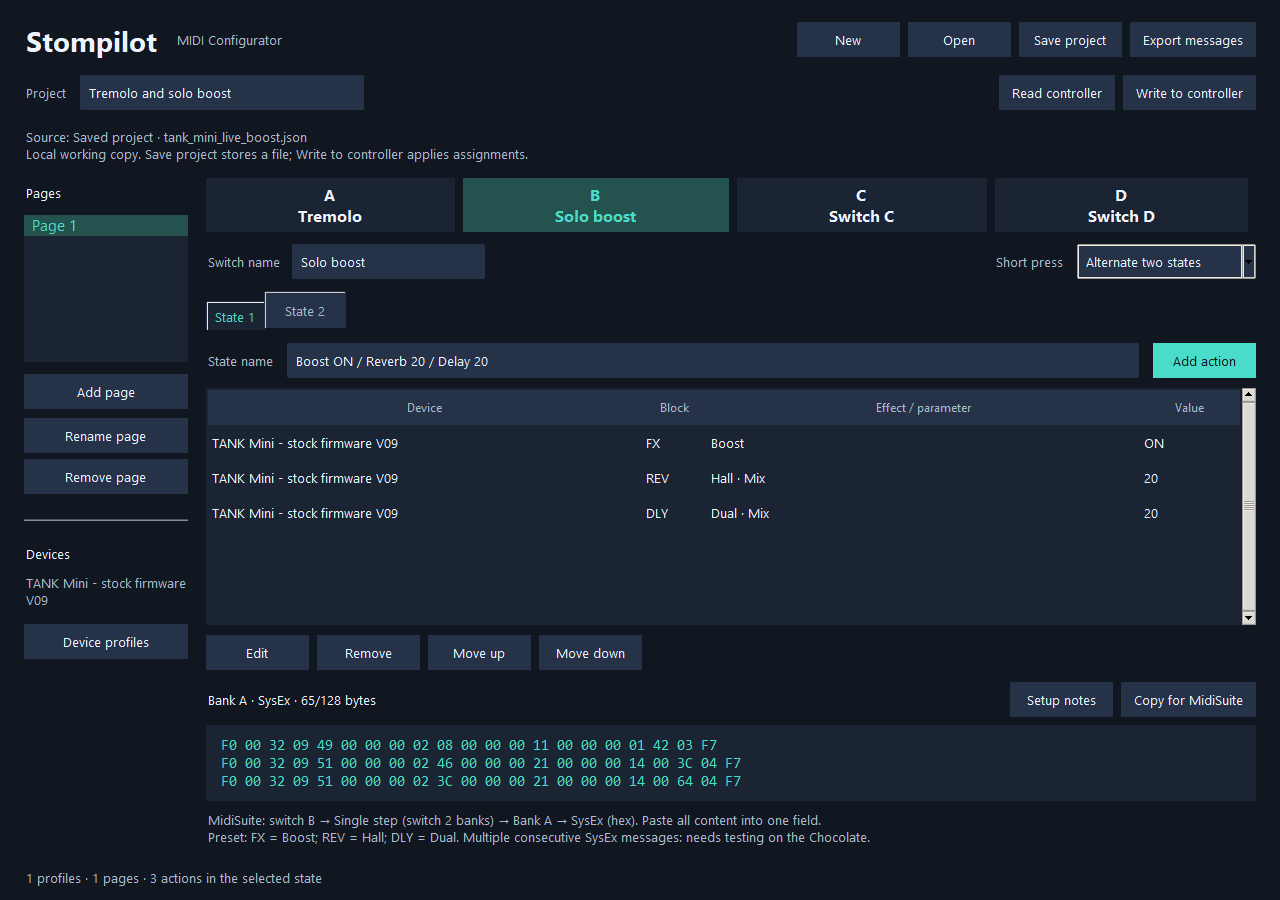 Stompilot MIDI Configurator New Open Save project Export messages
Project Tremolo and solo boost Read controller Write to controller
Source: Saved project · tank_mini_live_boost.json
Local working copy. Save project stores a file; Write to controller applies assignments.
Pages
Page 1
Add page
Rename page
Remove page
Devices
TANK Mini - stock firmware
V09
Device profiles
A B C D
Tremolo Solo boost Switch C Switch D
Switch name Solo boost Short press Alternate two states
State 1 State 2
State name Boost ON / Reverb 20 / Delay 20 Add action
Device Block Effect / parameter Value
TANK Mini - stock firmware V09 FX Boost ON
TANK Mini - stock firmware V09 REV Hall · Mix 20
TANK Mini - stock firmware V09 DLY Dual · Mix 20
Edit Remove Move up Move down
Bank A · SysEx · 65/128 bytes Setup notes Copy for MidiSuite
F0 00 32 09 49 00 00 00 02 08 00 00 00 11 00 00 00 01 42 03 F7
F0 00 32 09 51 00 00 00 02 46 00 00 00 21 00 00 00 14 00 3C 04 F7
F0 00 32 09 51 00 00 00 02 3C 00 00 00 21 00 00 00 14 00 64 04 F7
MidiSuite: switch B → Single step (switch 2 banks) → Bank A → SysEx (hex). Paste all content into one field.
Preset: FX = Boost; REV = Hall; DLY = Dual. Multiple consecutive SysEx messages: needs testing on the Chocolate.
1 profiles · 1 pages · 3 actions in the selected state